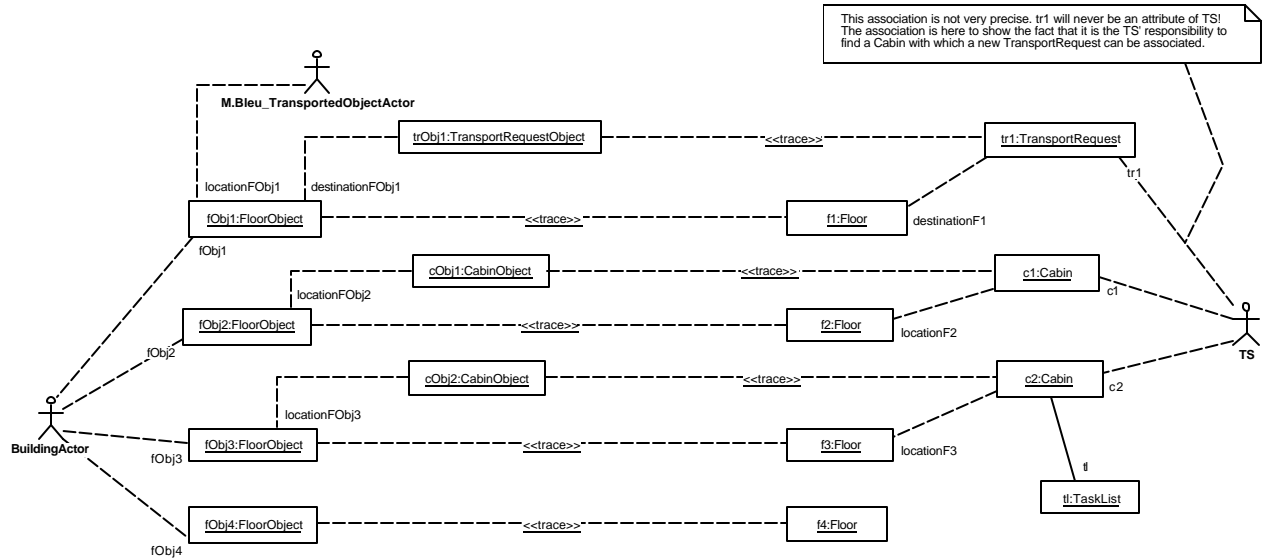 This association is not very precise. tr1 will never be an attribute of TS!
The association is here to show the fact that it is the TS' responsibility to
find a Cabin with which a new TransportRequest can be associated.
M.Bleu_TransportedObjectActor
trObj1:TransportRequestObject
<<trace>>
tr1:TransportRequest
tr1
locationFObj1
destinationFObj1
fObj1:FloorObject
<<trace>>
f1:Floor
destinationF1
fObj1
cObj1:CabinObject
<<trace>>
c1:Cabin
c1
locationFObj2
fObj2:FloorObject
<<trace>>
f2:Floor
locationF2
fObj2
TS
cObj2:CabinObject
<<trace>>
c2:Cabin
c2
locationFObj3
BuildingActor
fObj3:FloorObject
<<trace>>
f3:Floor
locationF3
fObj3
tl
tl:TaskList
fObj4:FloorObject
<<trace>>
f4:Floor
fObj4